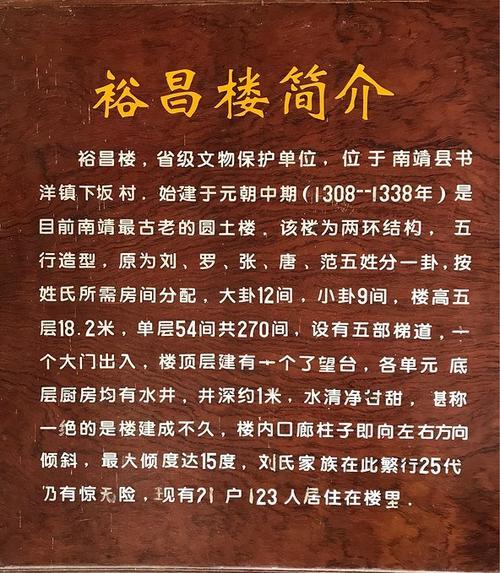 裕昌楼简介
裕昌楼，省级文物保护单位，位于南靖县书
洋镇下坂村．始建于元朝中期（1308--1338年）是
目前南靖最古老的圆土楼。该楼为两环结构，五
行造型，原为刘、罗、张、唐、范五姓分一卦，按
姓氏所需房间分配，大卦12间，小卦9间，楼高五
层18.2米，单层54间共270间，设有五部梯道，一
个大门出入，楼顶层建有一个了望台，各单元 底
层厨房均有水井，井深约1米，水清净甘甜，甚称
一绝的是楼建成不久，楼内回廊柱子即向左右方向
倾斜，最大倾度达15度，刘氏家族在此繁行25代
仍有惊无险，现有21 户 123 人居住在楼里．